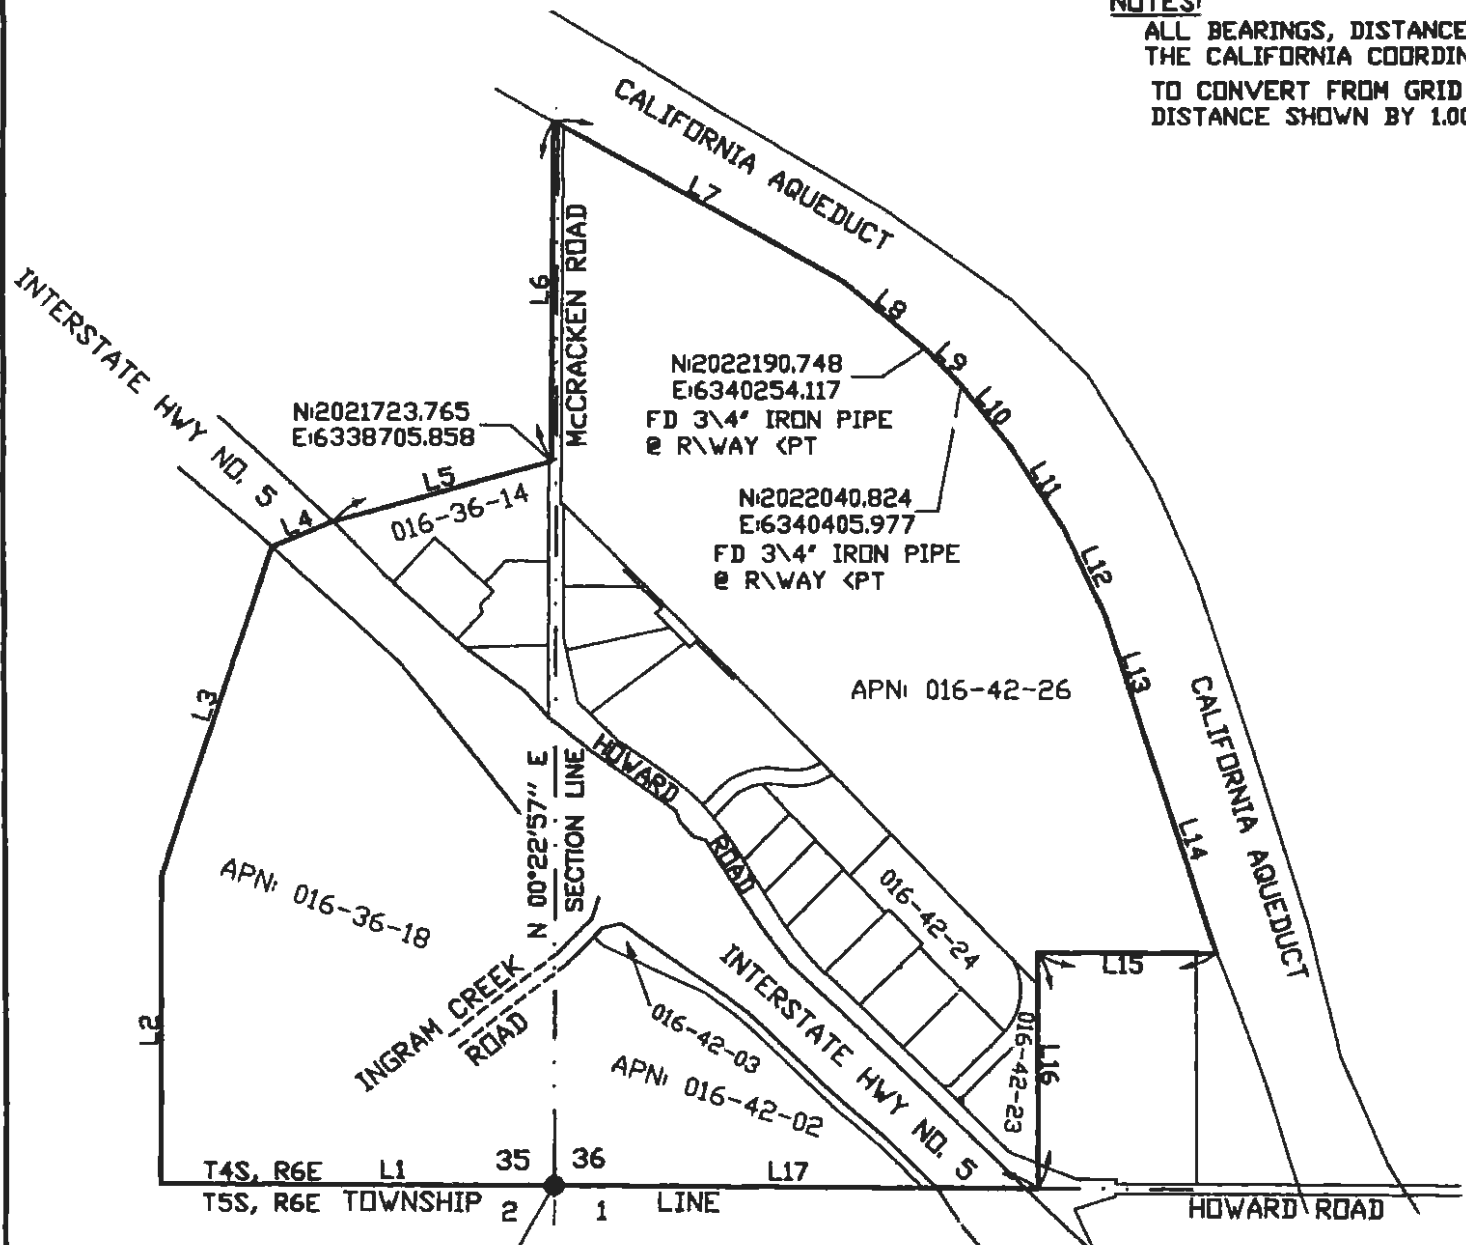 NOTES:
ALL BEARINGS, DISTANCE
THE CALIFORNIA COORDIN
TO CONVERT FROM GRID
DISTANCE SHOWN BY 1.00
CALIFORNIA AQUEDUCT
L7
McCRACKEN ROAD
L6
INTERSTATE HWY NO. 5
L8
L9
L10
L11
L12
L13
L14
N:2022190.748
E:6340254.117
FD 3\4" IRON PIPE
@ R\WAY <PT
N:2021723.765
E:6338705.858
L5
L4
016-36-14
N:2022040.824
E:6340405.977
FD 3\4" IRON PIPE
@ R\WAY <PT
APN: 016-42-26
CALIFORNIA AQUEDUCT
L3
HOWARD
ROAD
N 00°22'57" E
SECTION LINE
APN: 016-36-18
016-42-24
INTERSTATE HWY NO. 5
L15
INGRAM CREEK
ROAD
016-42-03
APN: 016-42-02
016-42-23
L16
L2
T4S, R6E
L1
35
36
L17
T5S, R6E
TOWNSHIP
2
1
LINE
HOWARD ROAD